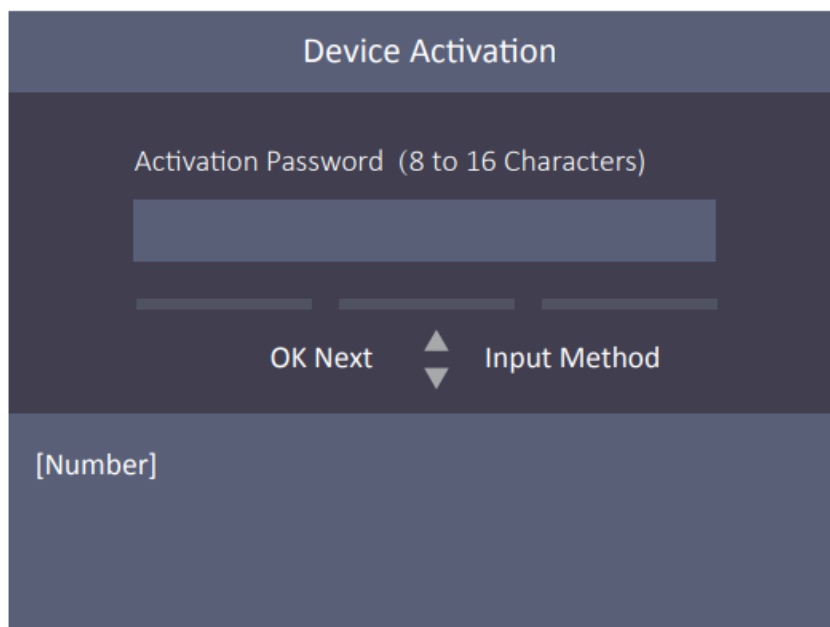 Device Activation
Activation Password (8 to 16 Characters)
OK Next Input Method
[Number]